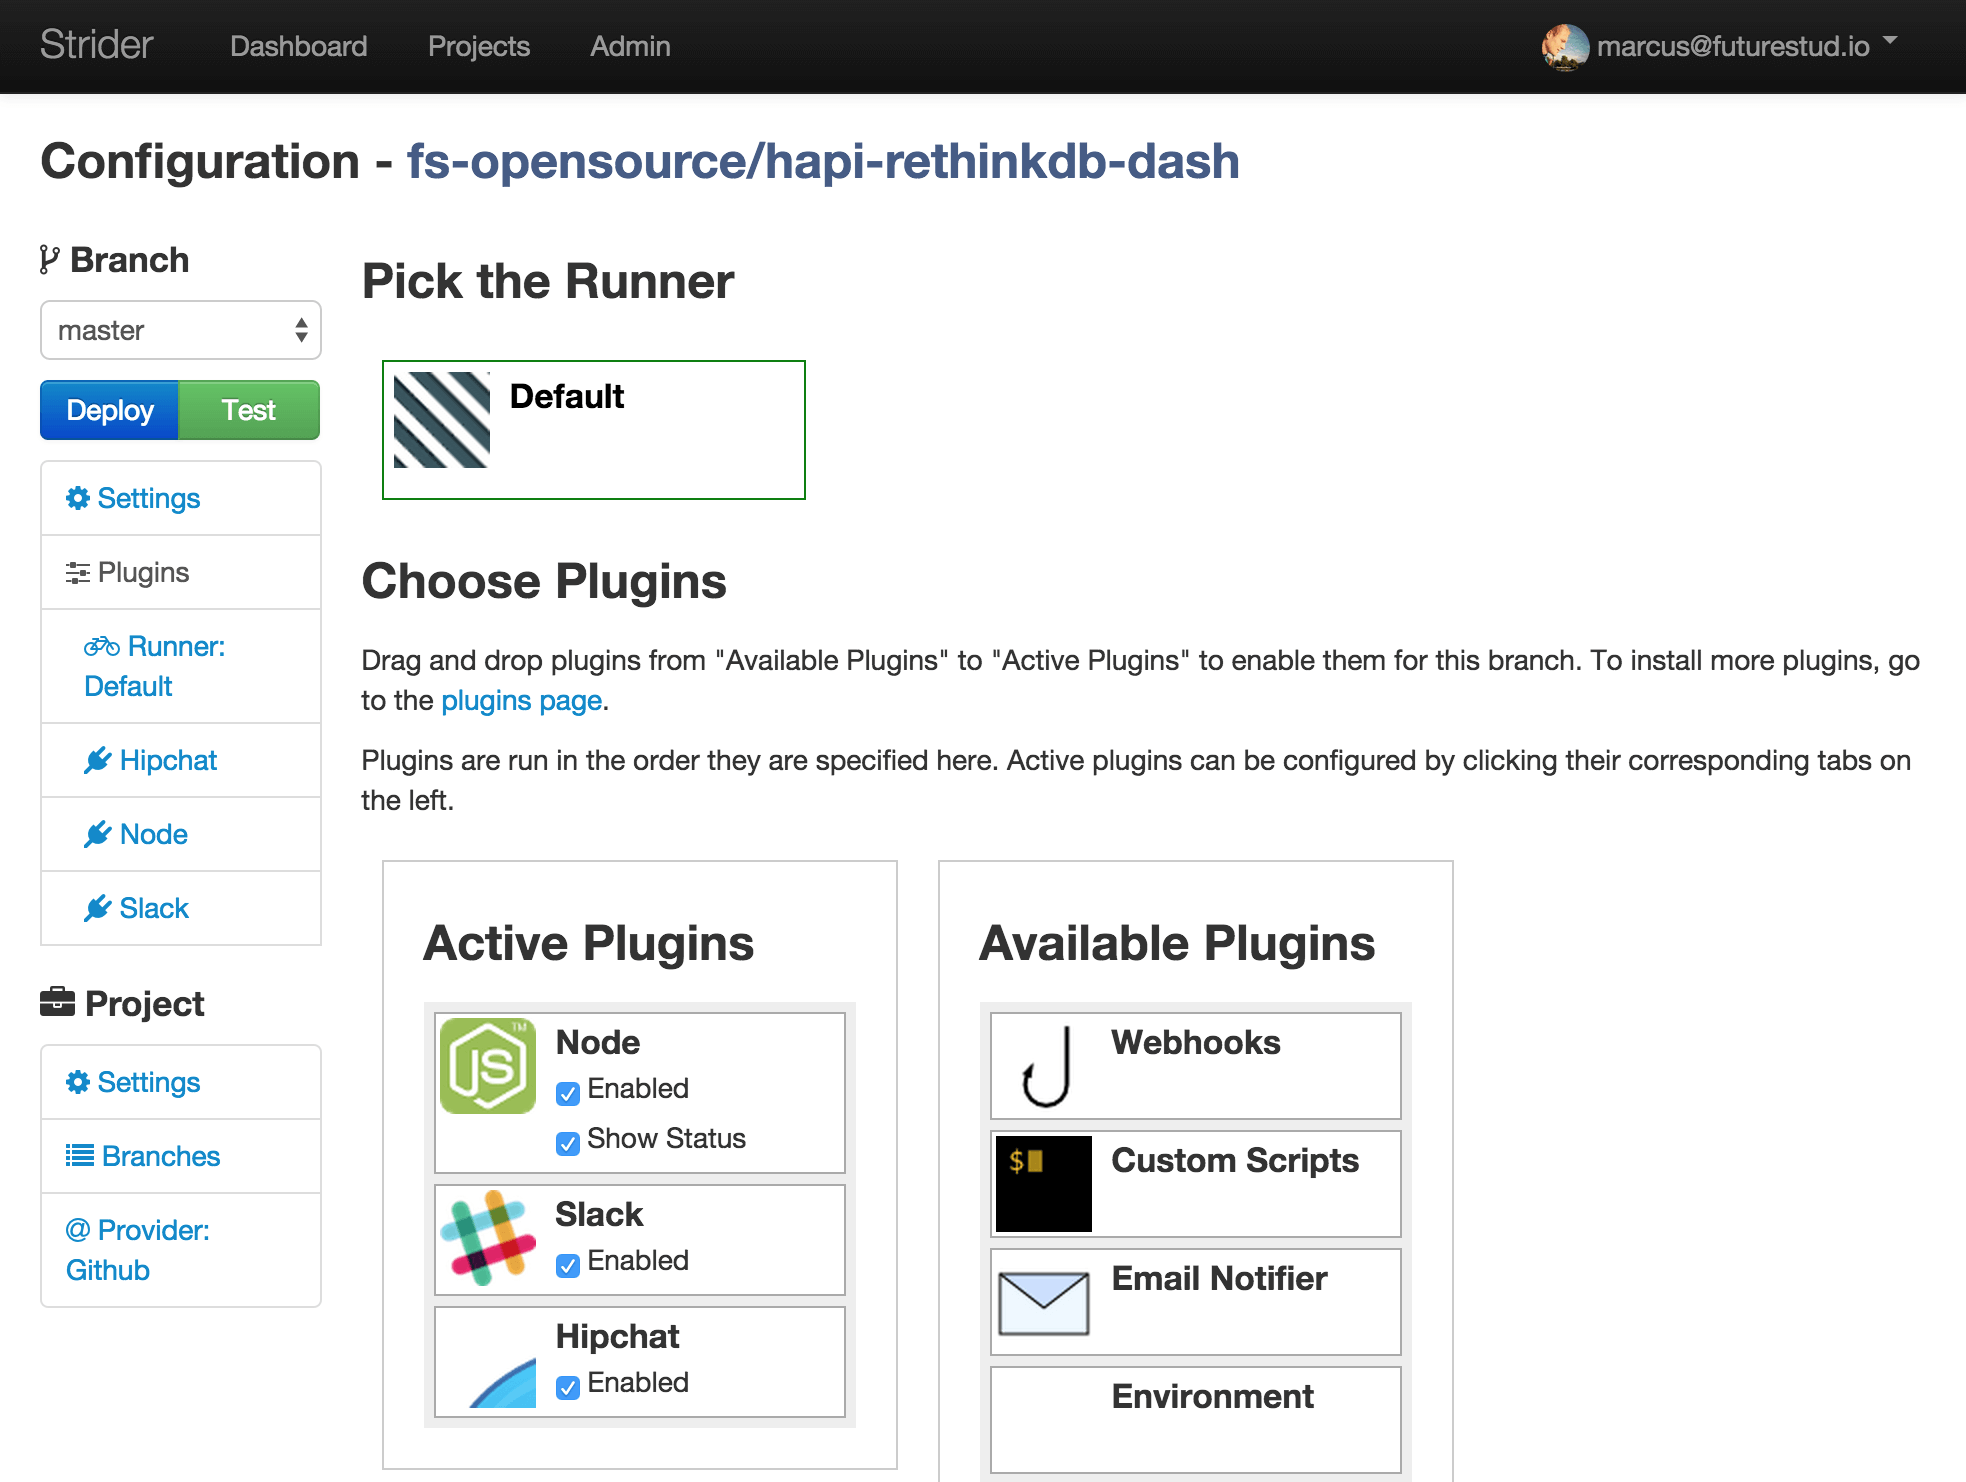 Strider Dashboard Projects Admin marcus@futurestud.io
Configuration - fs-opensource/hapi-rethinkdb-dash
Branch
master
Deploy Test
Settings
Plugins
Runner:
Default
Hipchat
Node
Slack
Project
Settings
Branches
@ Provider:
Github
Pick the Runner
Default
Choose Plugins
Drag and drop plugins from "Available Plugins" to "Active Plugins" to enable them for this branch. To install more plugins, go
to the plugins page.
Plugins are run in the order they are specified here. Active plugins can be configured by clicking their corresponding tabs on
the left.
Active Plugins
JS TM
Node
Enabled
Show Status
Slack
Enabled
Hipchat
Enabled
Available Plugins
Webhooks
$
Custom Scripts
Email Notifier
Environment